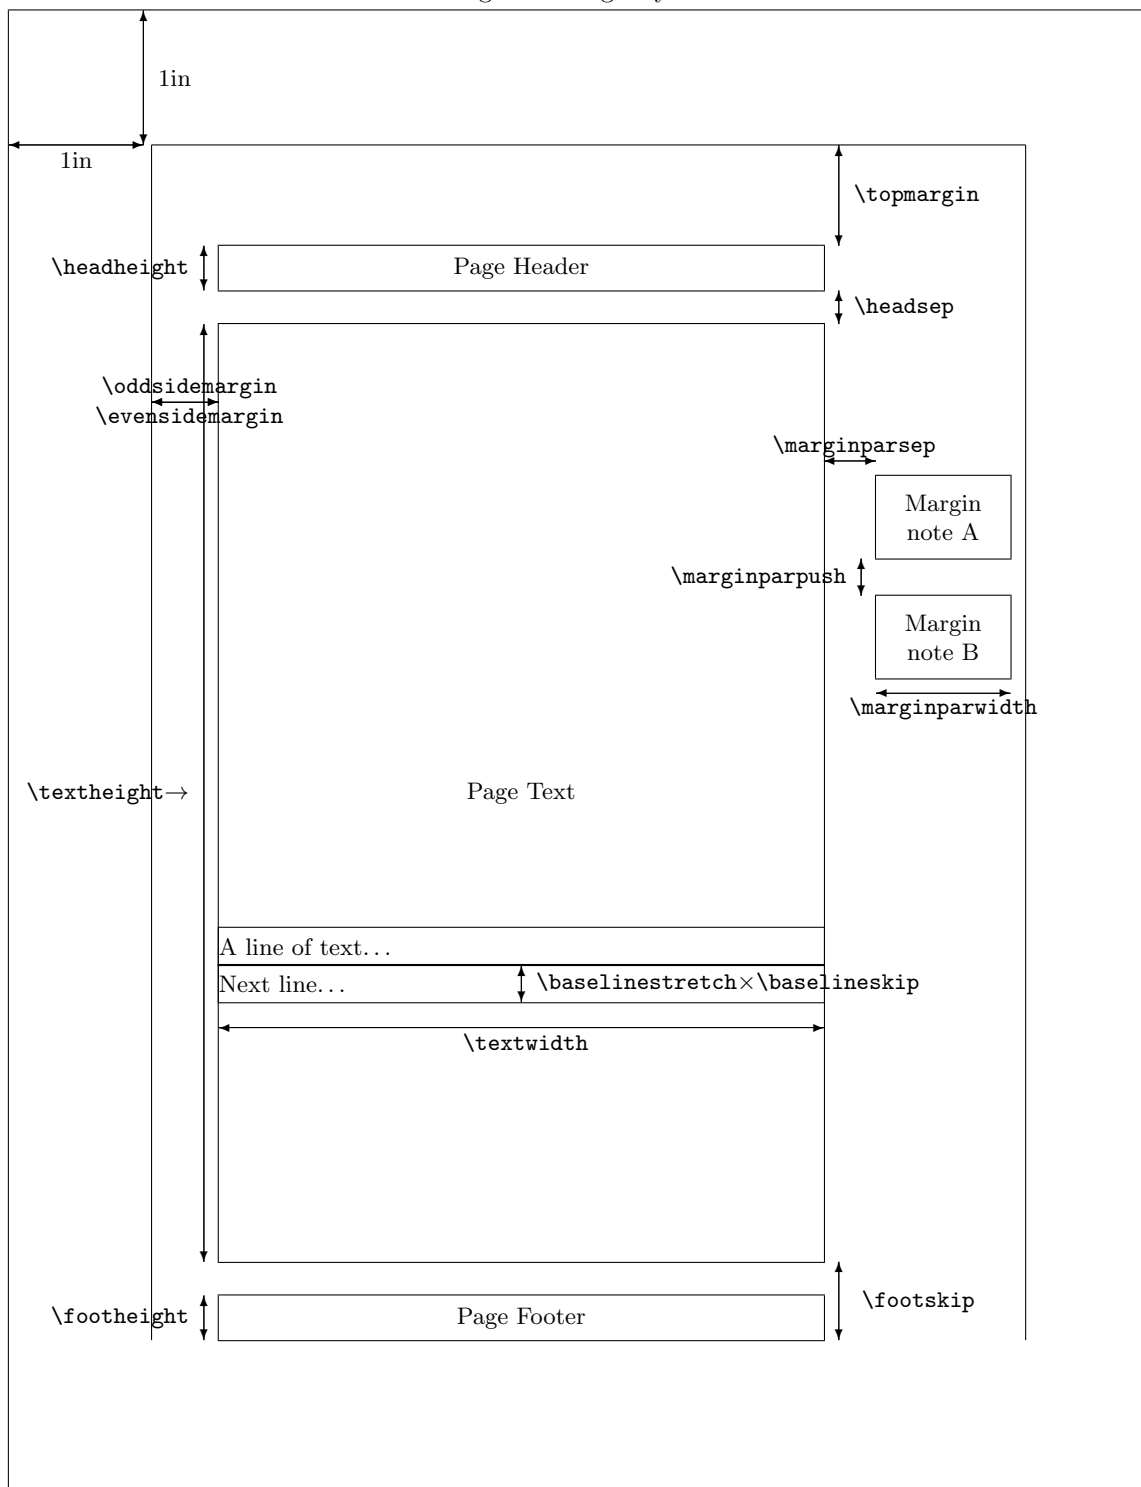 1in
1in
\topmargin
\headheight
Page Header
\headsep
\oddsidemargin
\evensidemargin
\marginparsep
Margin
note A
\marginparpush
Margin
note B
\marginparwidth
\textheight→
Page Text
A line of text...
Next line...
\baselinestretch×\baselineskip
\textwidth
\footskip
\footheight
Page Footer